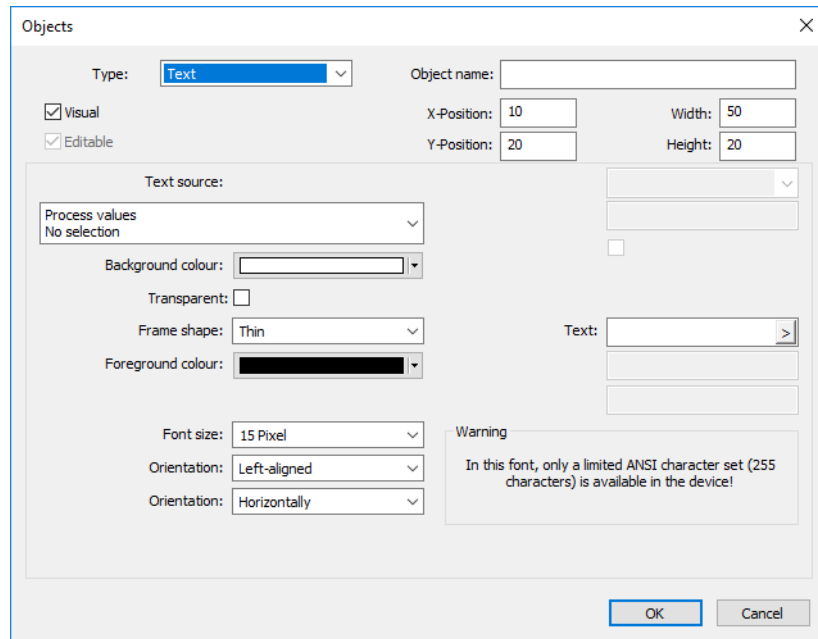 Objects
Type: Text Object name:
Visual X-Position: 10 Width: 50
Editable Y-Position: 20 Height: 20
Text source:
Process values
No selection
Background colour:
Transparent:
Frame shape: Thin Text: >
Foreground colour:
Font size: 15 Pixel Warning
Orientation: Left-aligned In this font, only a limited ANSI character set (255
characters) is available in the device!
Orientation: Horizontally
OK Cancel